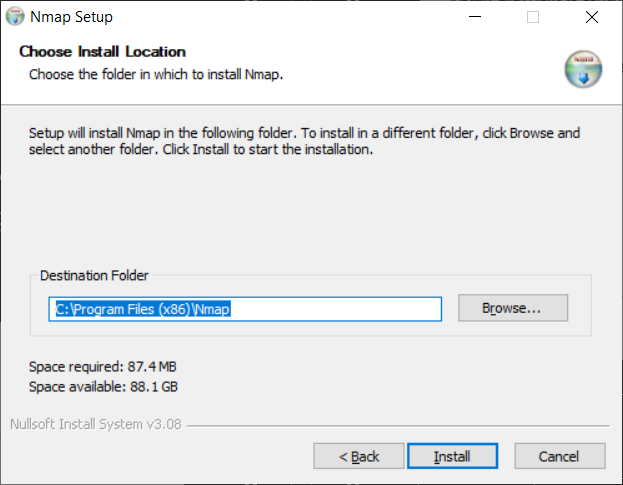 Nmap Setup
Choose Install Location
Choose the folder in which to install Nmap.
Setup will install Nmap in the following folder. To install in a different folder, click Browse and
select another folder. Click Install to start the installation.
Destination Folder
C:\Program Files (x86)\Nmap
Browse...
Space required: 87.4 MB
Space available: 88.1 GB
Nullsoft Install System v3.08
< Back
Install
Cancel